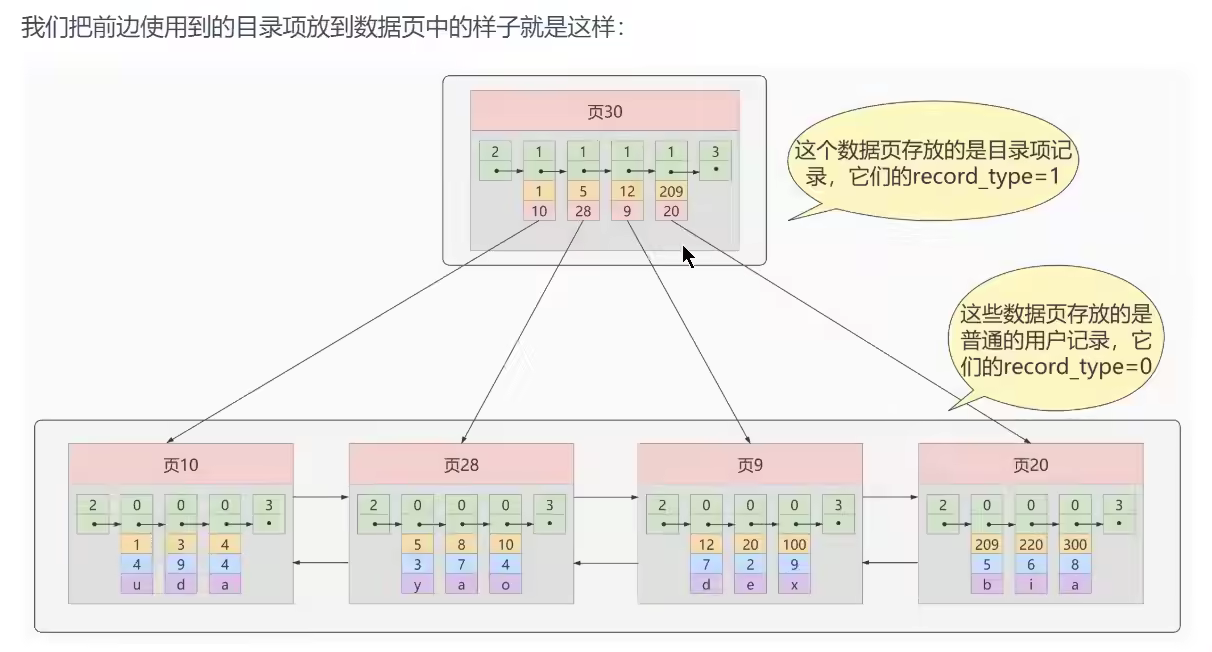 我们把前边使用到的目录项放到数据页中的样子就是这样：
页30
2 1 1 1 1 3
1 5 12 209
10 28 9 20
这个数据页存放的是目录项记
录，它们的record_type=1
这些数据页存放的是
普通的用户记录，它
们的record_type=0
页10
2 0 0 0 3
1 3 4
4 9 4
u d a
页28
2 0 0 0 3
5 8 10
3 7 4
y a o
页9
2 0 0 0 3
12 20 100
7 2 9
d e x
页20
2 0 0 0 3
209 220 300
5 6 8
b i a